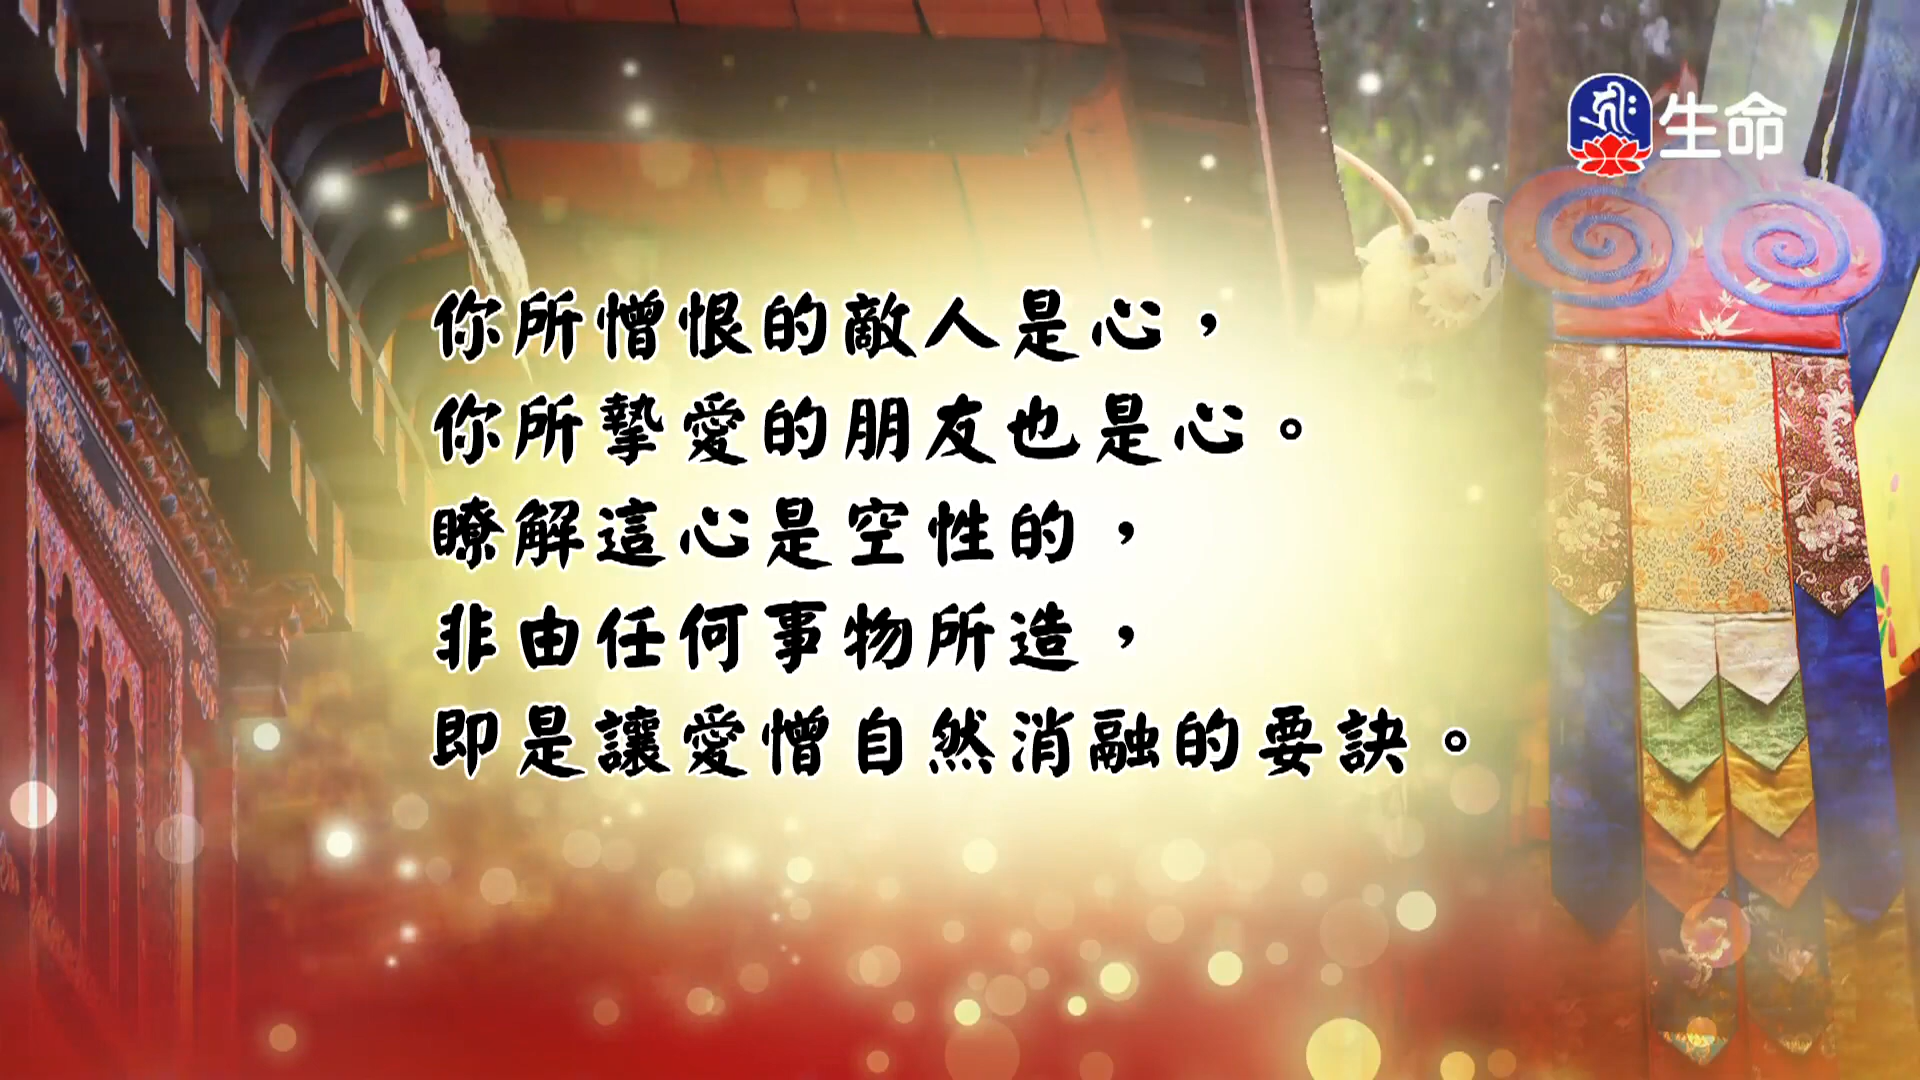 生命
你所憎恨的敵人是心，
你所摯愛的朋友也是心。
瞭解這心是空性的，
非由任何事物所造，
即是讓愛憎自然消融的要訣。